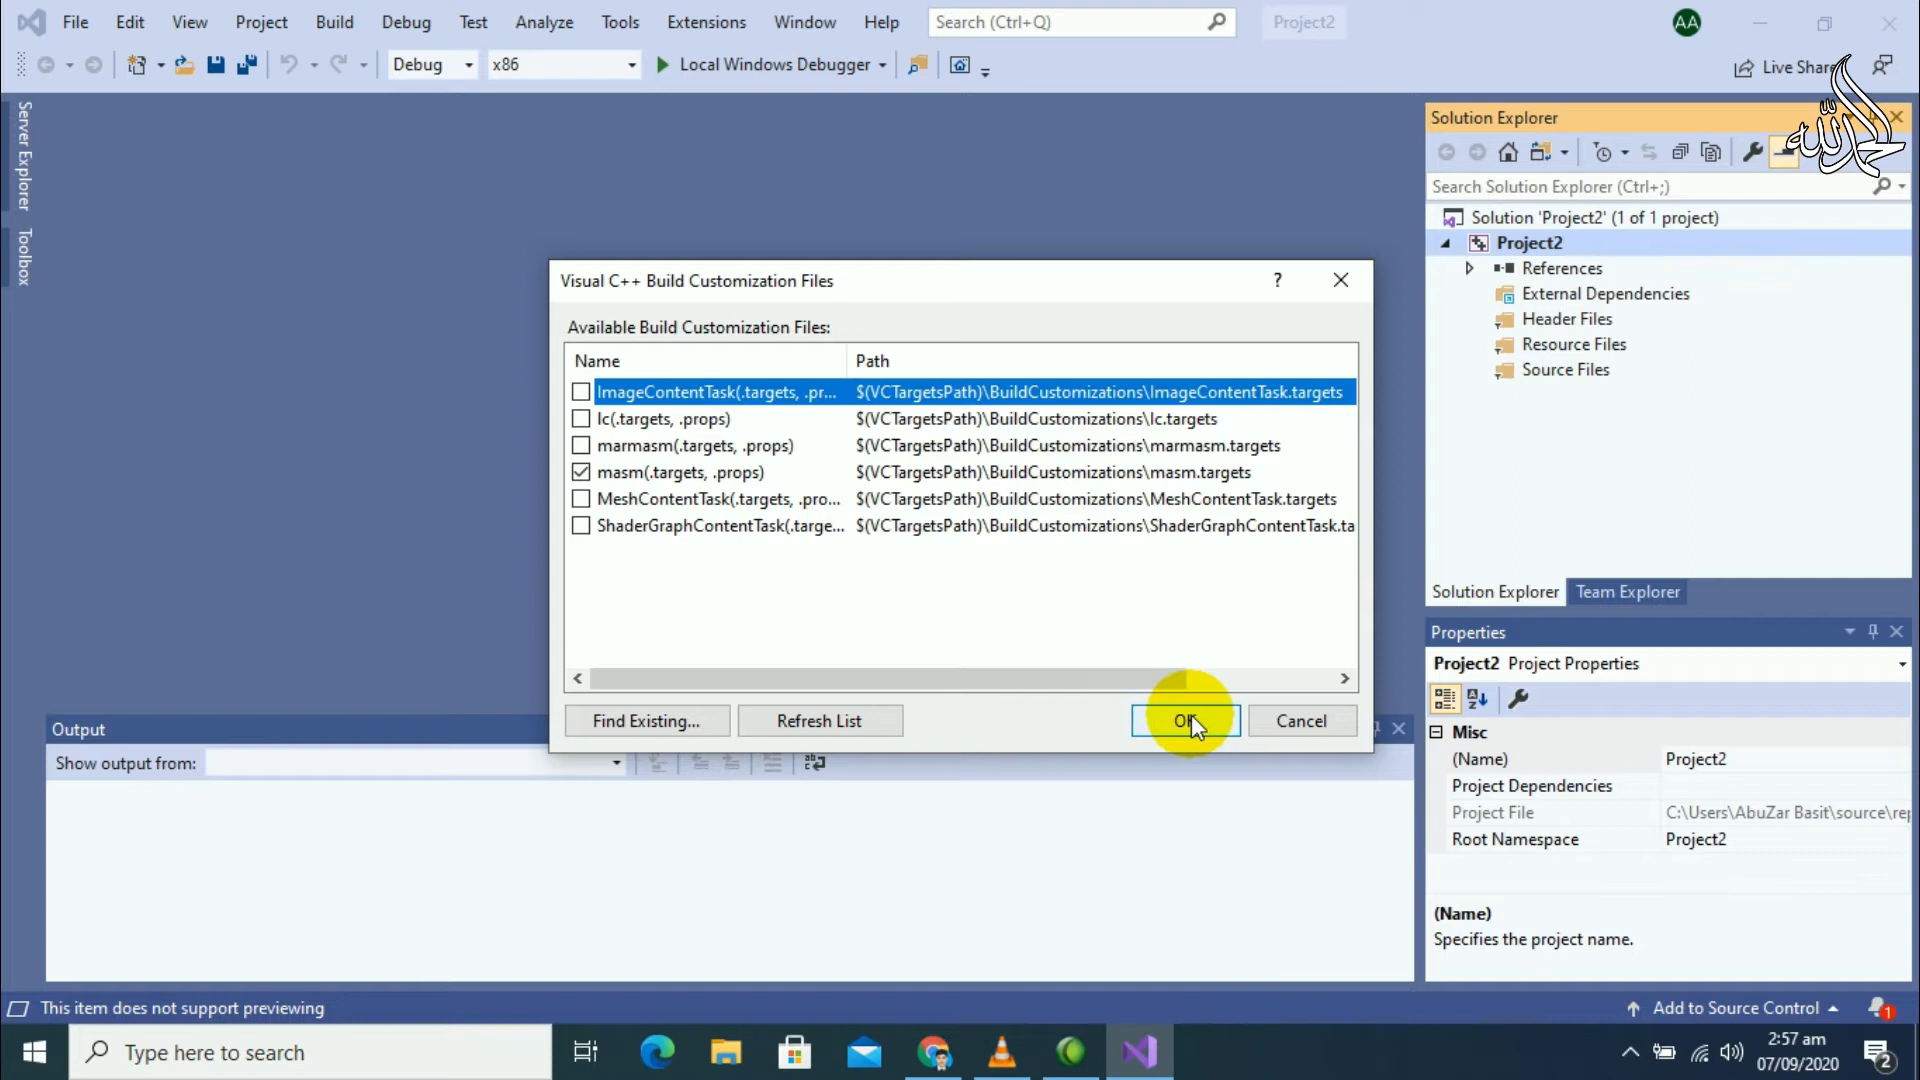 File Edit View Project Build Debug Test Analyze Tools Extensions Window Help Search (Ctrl+Q) Project2 AA
Debug x86 Local Windows Debugger Live Share
الحمد لله
Server Explorer
Toolbox
Solution Explorer
Search Solution Explorer (Ctrl+;)
Solution 'Project2' (1 of 1 project)
Project2
References
External Dependencies
Header Files
Resource Files
Source Files
Solution Explorer Team Explorer
Visual C++ Build Customization Files ?
Available Build Customization Files:
Name Path
ImageContentTask(.targets, .pr... $(VCTargetsPath)\BuildCustomizations\ImageContentTask.targets
lc(.targets, .props) $(VCTargetsPath)\BuildCustomizations\lc.targets
marmasm(.targets, .props) $(VCTargetsPath)\BuildCustomizations\marmasm.targets
masm(.targets, .props) $(VCTargetsPath)\BuildCustomizations\masm.targets
MeshContentTask(.targets, .pro... $(VCTargetsPath)\BuildCustomizations\MeshContentTask.targets
ShaderGraphContentTask(.targe... $(VCTargetsPath)\BuildCustomizations\ShaderGraphContentTask.ta
Find Existing... Refresh List OK Cancel
Output
Show output from:
Properties
Project2 Project Properties
Misc
(Name) Project2
Project Dependencies
Project File C:\Users\AbuZar Basit\source\rep
Root Namespace Project2
(Name)
Specifies the project name.
This item does not support previewing Add to Source Control 1
Type here to search 2:57 am
07/09/2020 2